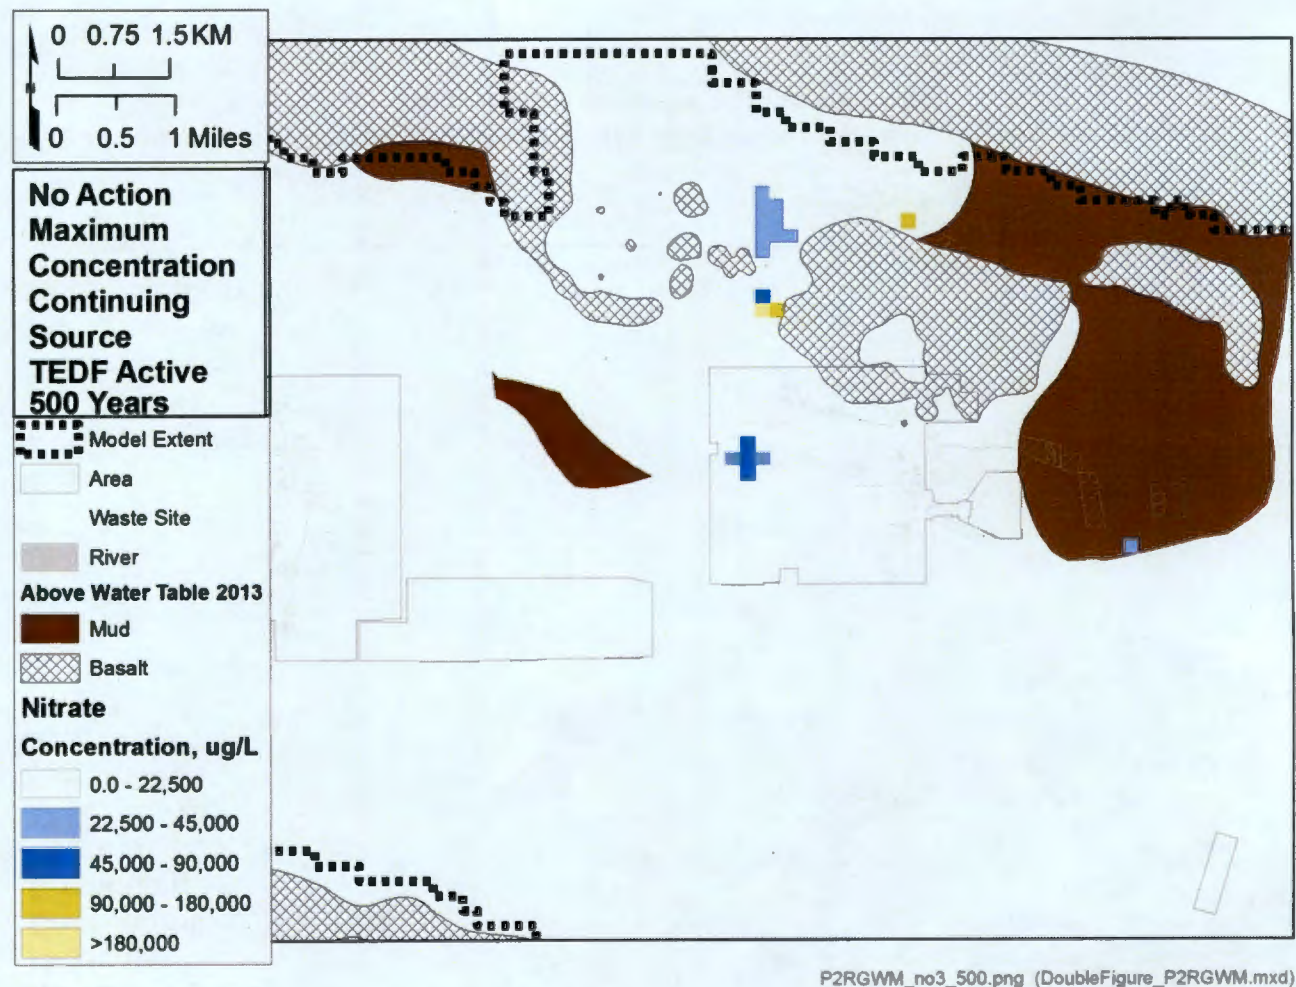 0 0.75 1.5 KM
N
0 0.5 1 Miles
No Action
Maximum
Concentration
Continuing
Source
TEDF Active
500 Years
Model Extent
Area
Waste Site
River
Above Water Table 2013
Mud
Basalt
Nitrate
Concentration, ug/L
0.0 - 22,500
22,500 - 45,000
45,000 - 90,000
90,000 - 180,000
>180,000
P2RGWM_no3_500.png (DoubleFigure_P2RGWM.mxd)